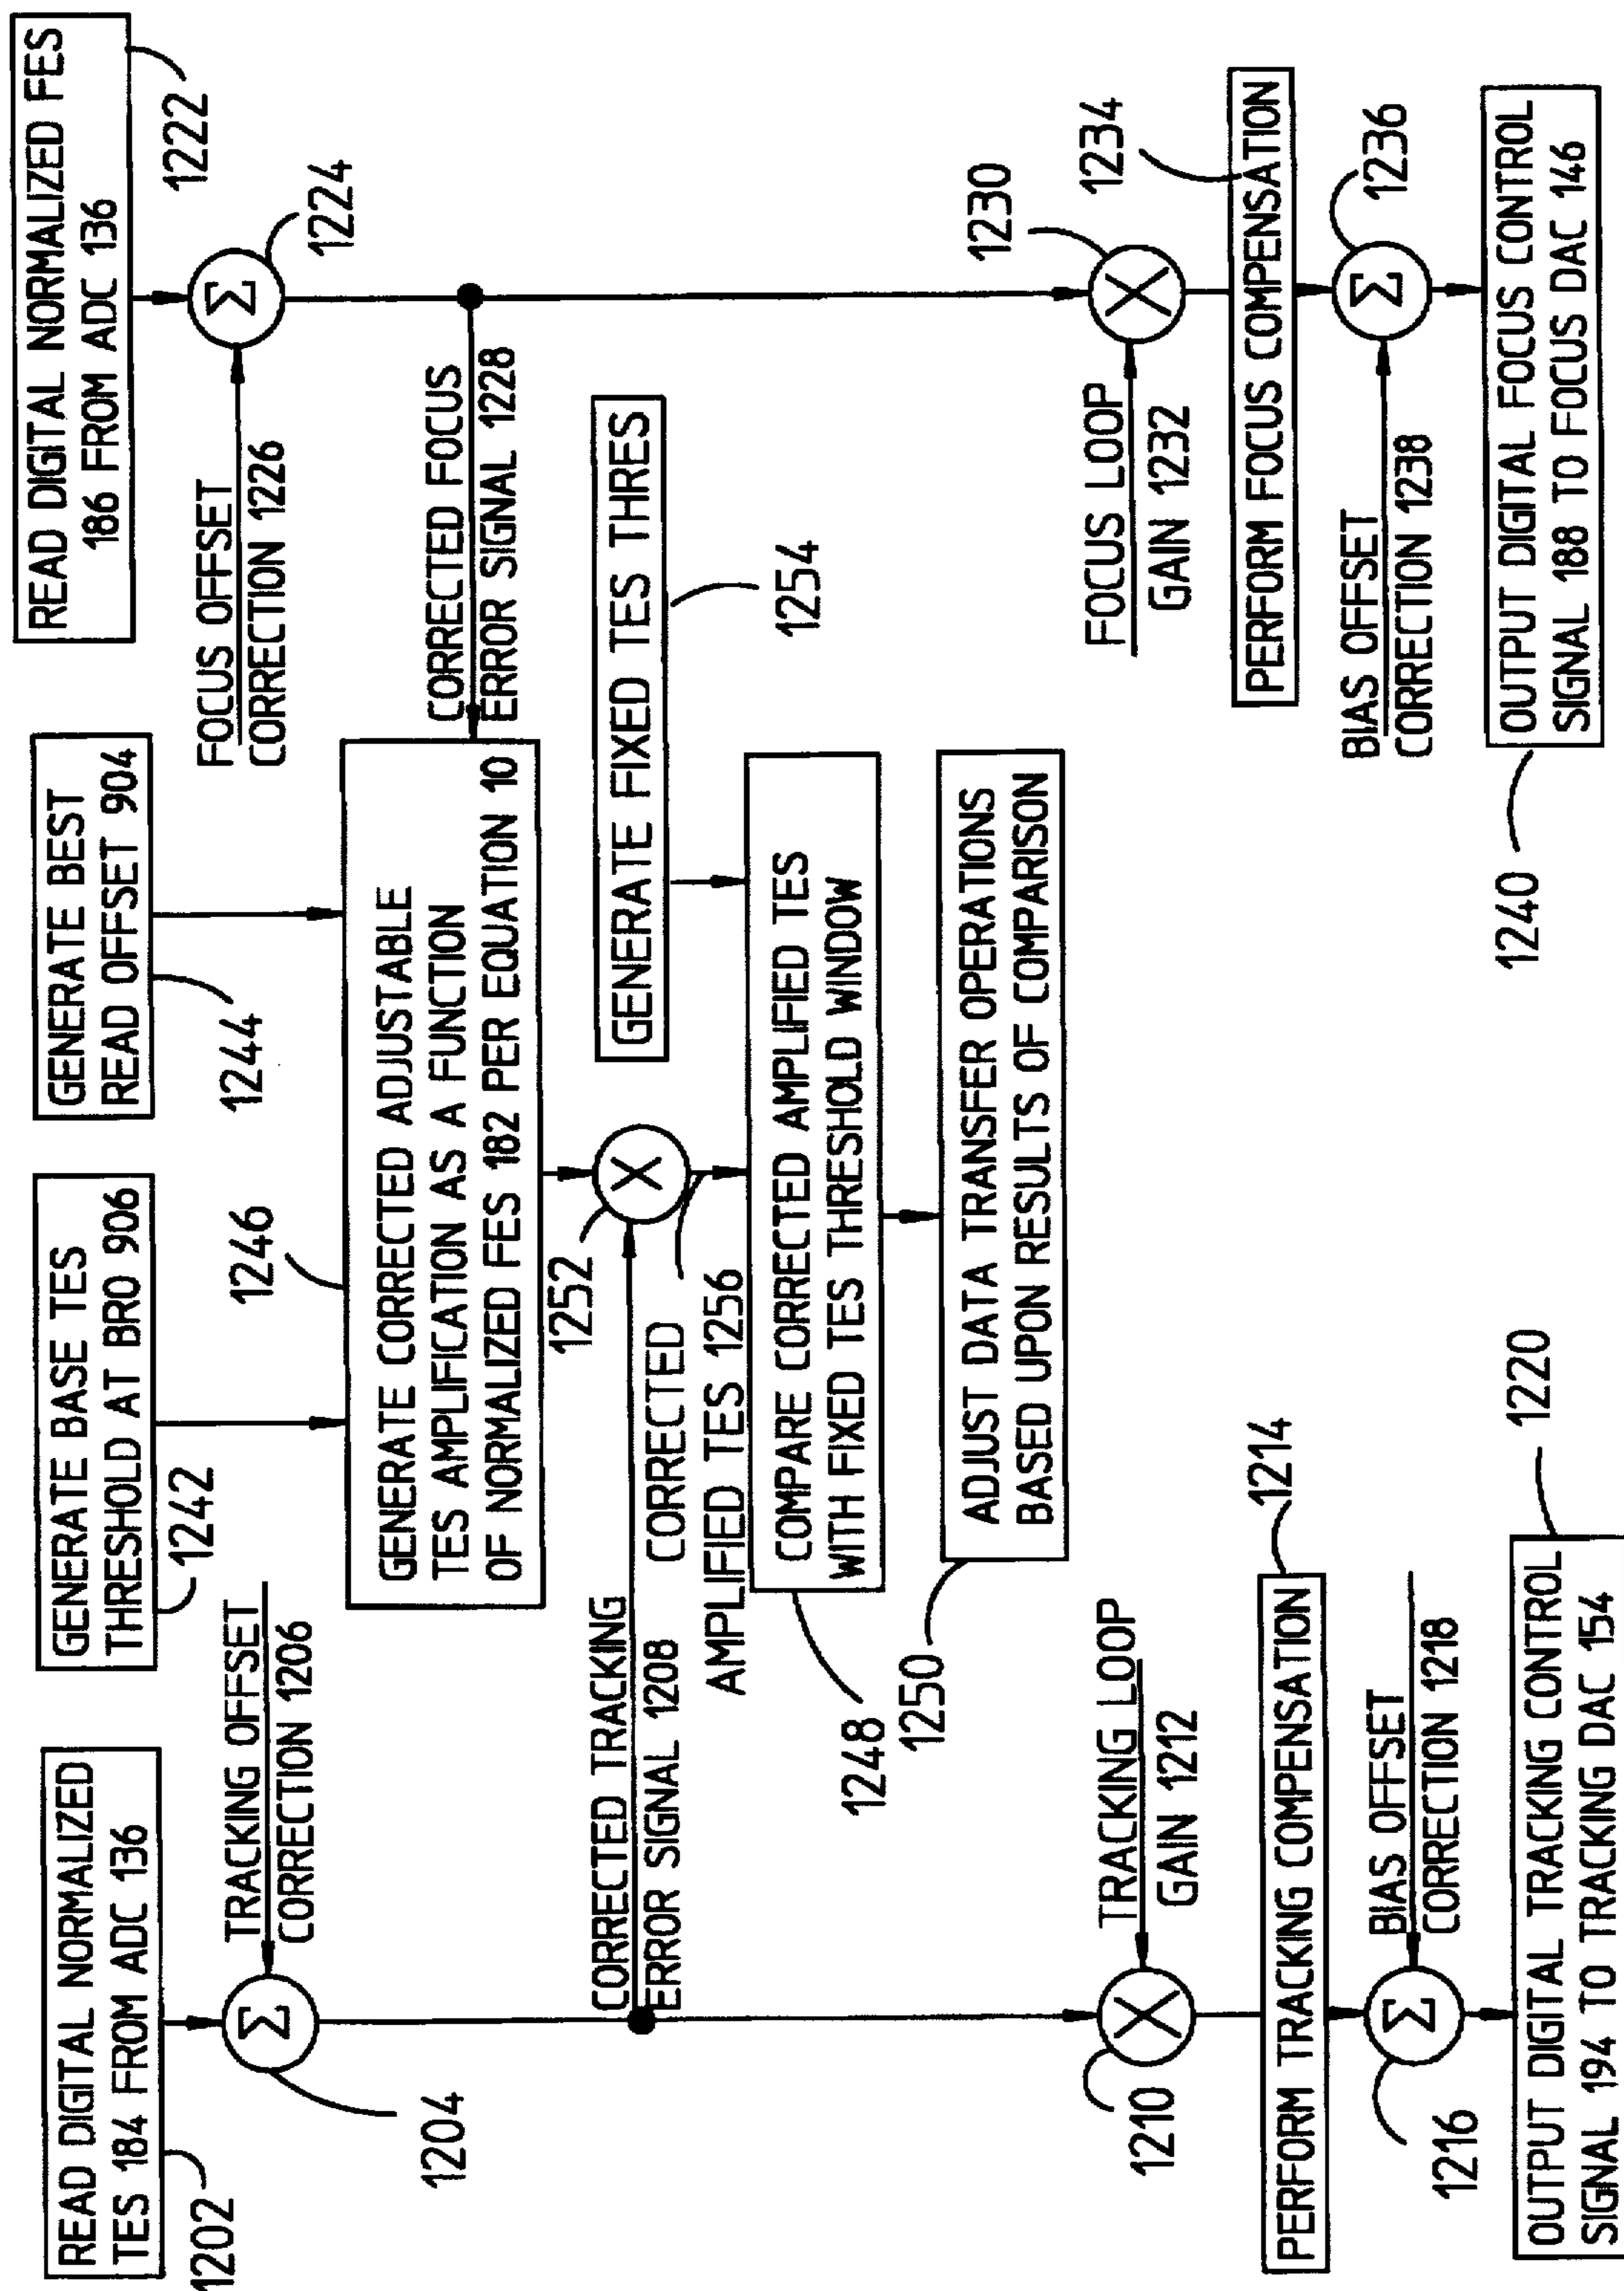 READ DIGITAL NORMALIZED
TES 184 FROM ADC 136
1202
TRACKING OFFSET
CORRECTION 1206
1204
GENERATE BASE TES
THRESHOLD AT BRO 906
1242
GENERATE BEST
READ OFFSET 904
1244
READ DIGITAL NORMALIZED FES
186 FROM ADC 136
1222
FOCUS OFFSET
CORRECTION 1226
Σ
1224
Σ
1246
GENERATE CORRECTED ADJUSTABLE
TES AMPLIFICATION AS A FUNCTION
OF NORMALIZED FES 182 PER EQUATION 10
CORRECTED FOCUS
ERROR SIGNAL 1228
CORRECTED TRACKING
ERROR SIGNAL 1208
1252
X
CORRECTED
AMPLIFIED TES 1256
GENERATE FIXED TES THRES
1254
COMPARE CORRECTED AMPLIFIED TES
WITH FIXED TES THRESHOLD WINDOW
1248
ADJUST DATA TRANSFER OPERATIONS
BASED UPON RESULTS OF COMPARISON
1250
TRACKING LOOP
GAIN 1212
X
1210
PERFORM TRACKING COMPENSATION
1214
BIAS OFFSET
CORRECTION 1218
Σ
1216
OUTPUT DIGITAL TRACKING CONTROL
SIGNAL 194 TO TRACKING DAC 154
1220
FOCUS LOOP
GAIN 1232
X
1230
1234
PERFORM FOCUS COMPENSATION
BIAS OFFSET
CORRECTION 1238
Σ
1236
OUTPUT DIGITAL FOCUS CONTROL
SIGNAL 188 TO FOCUS DAC 146
1240